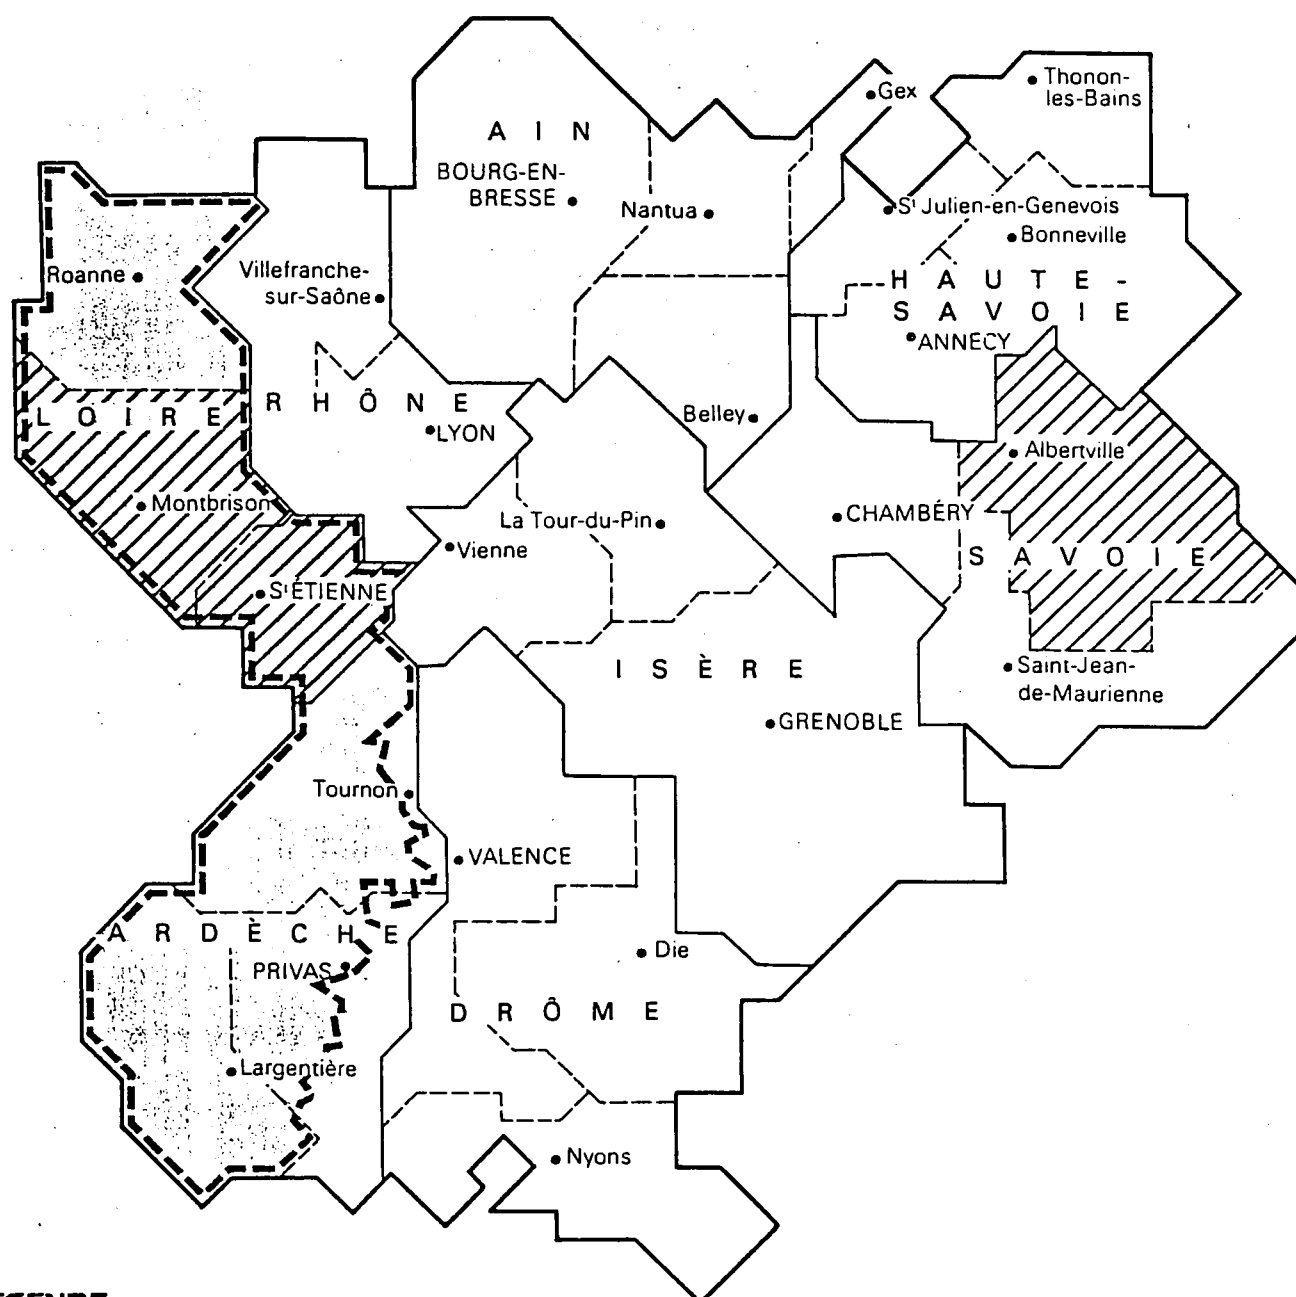 Thonon-
les-Bains
Gex
A I N
BOURG-EN-
BRESSE
Nantua
St Julien-en-Genevois
Bonneville
Roanne
Villefranche-
sur-Saône
H A U T E -
S A V O I E
ANNECY
L O I R E
R H Ô N E
LYON
Belley
Albertville
Montbrison
La Tour-du-Pin
CHAMBÉRY
Vienne
S A V O I E
St ÉTIENNE
I S È R E
Saint-Jean-
de-Maurienne
GRENOBLE
Tournon
VALENCE
A R D È C H E
Die
PRIVAS
D R Ô M E
Largentière
Nyons